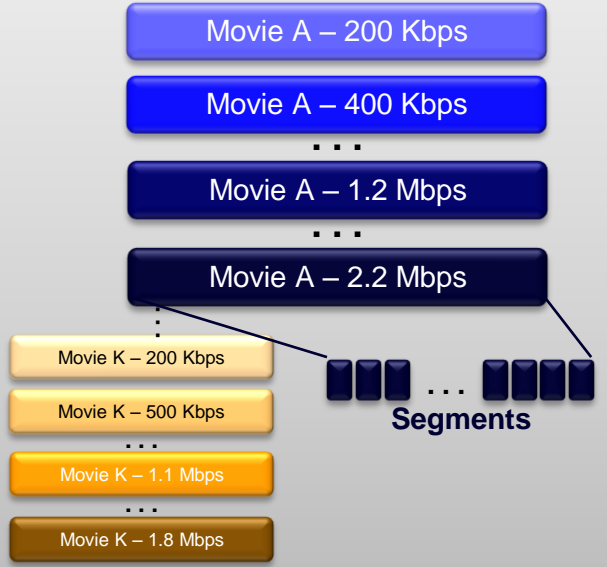 Movie A – 200 Kbps
Movie A – 400 Kbps
. . .
Movie A – 1.2 Mbps
. . .
Movie A – 2.2 Mbps
. . .
Movie K – 200 Kbps
. . .
Segments
Movie K – 500 Kbps
. . .
Movie K – 1.1 Mbps
. . .
Movie K – 1.8 Mbps